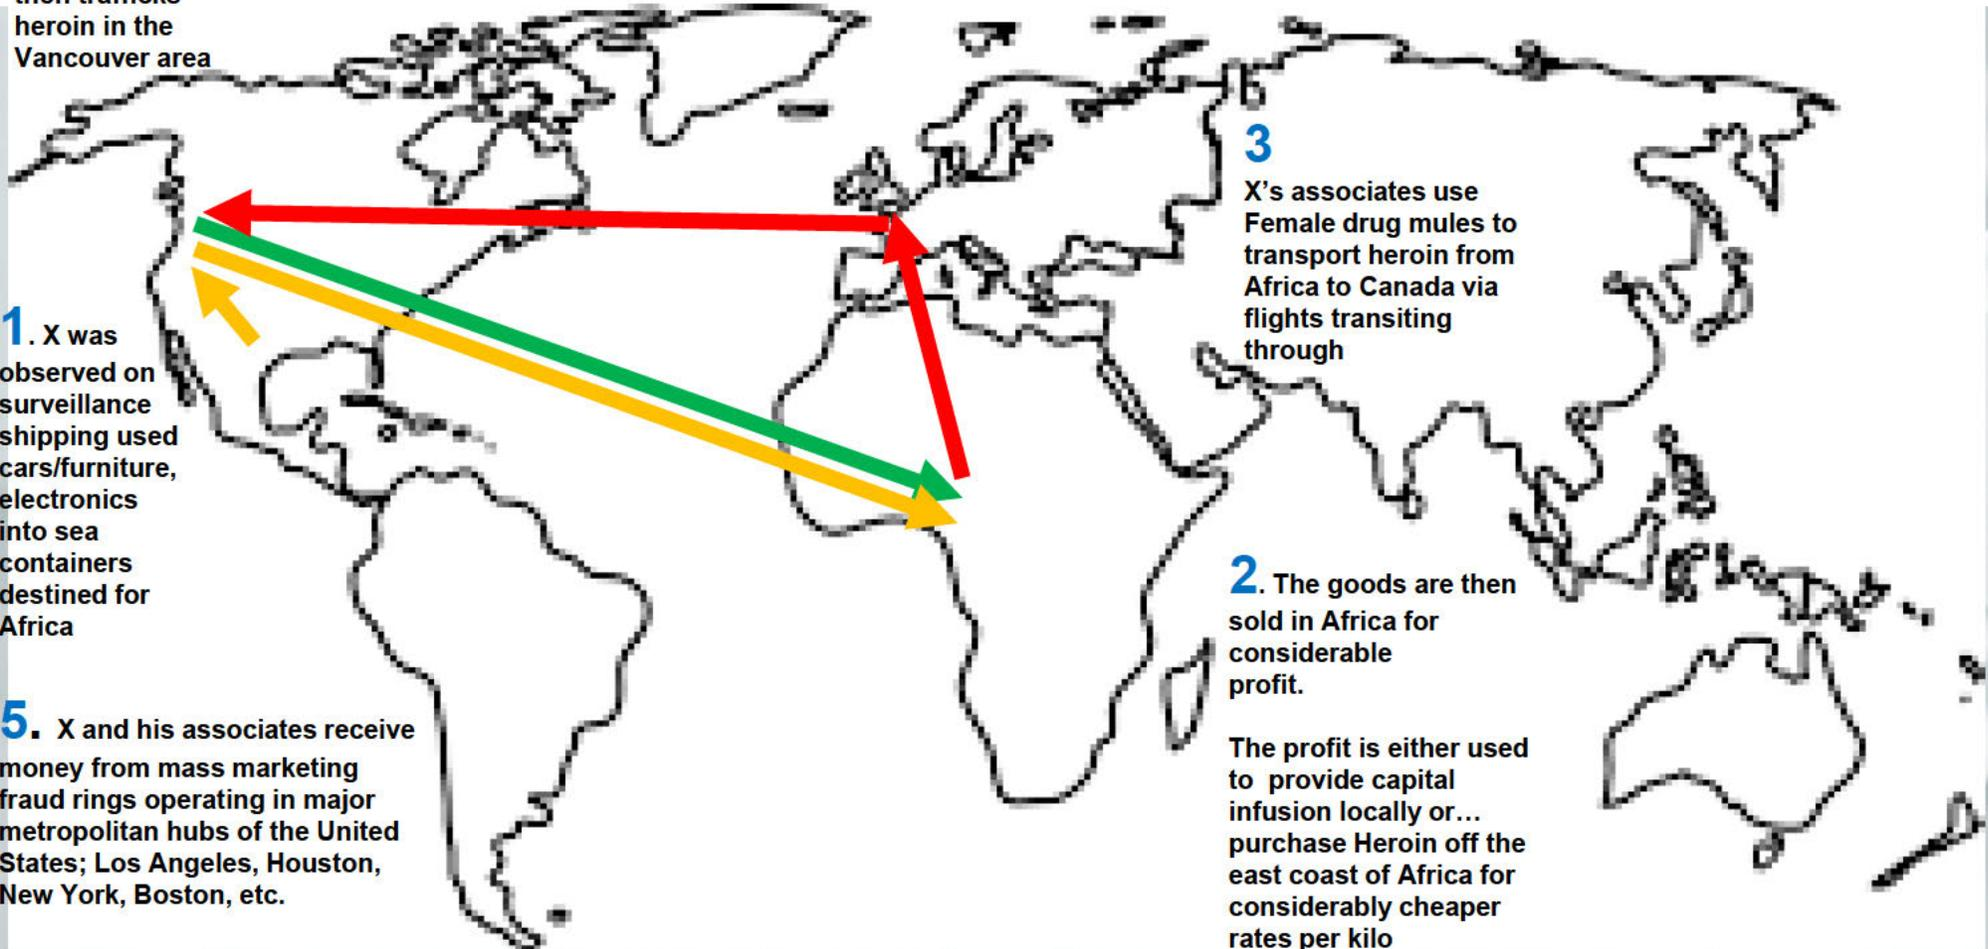 then traffics
heroin in the
Vancouver area
1. X was
observed on
surveillance
shipping used
cars/furniture,
electronics
into sea
containers
destined for
Africa
2. The goods are then
sold in Africa for
considerable
profit.
The profit is either used
to provide capital
infusion locally or…
purchase Heroin off the
east coast of Africa for
considerably cheaper
rates per kilo
3
X’s associates use
Female drug mules to
transport heroin from
Africa to Canada via
flights transiting
through
5. X and his associates receive
money from mass marketing
fraud rings operating in major
metropolitan hubs of the United
States; Los Angeles, Houston,
New York, Boston, etc.